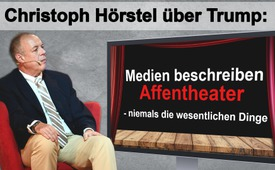 Christoph Hörstel über Trump:
Medien beschreiben
Affentheater
- niemals die wesentlichen Dinge